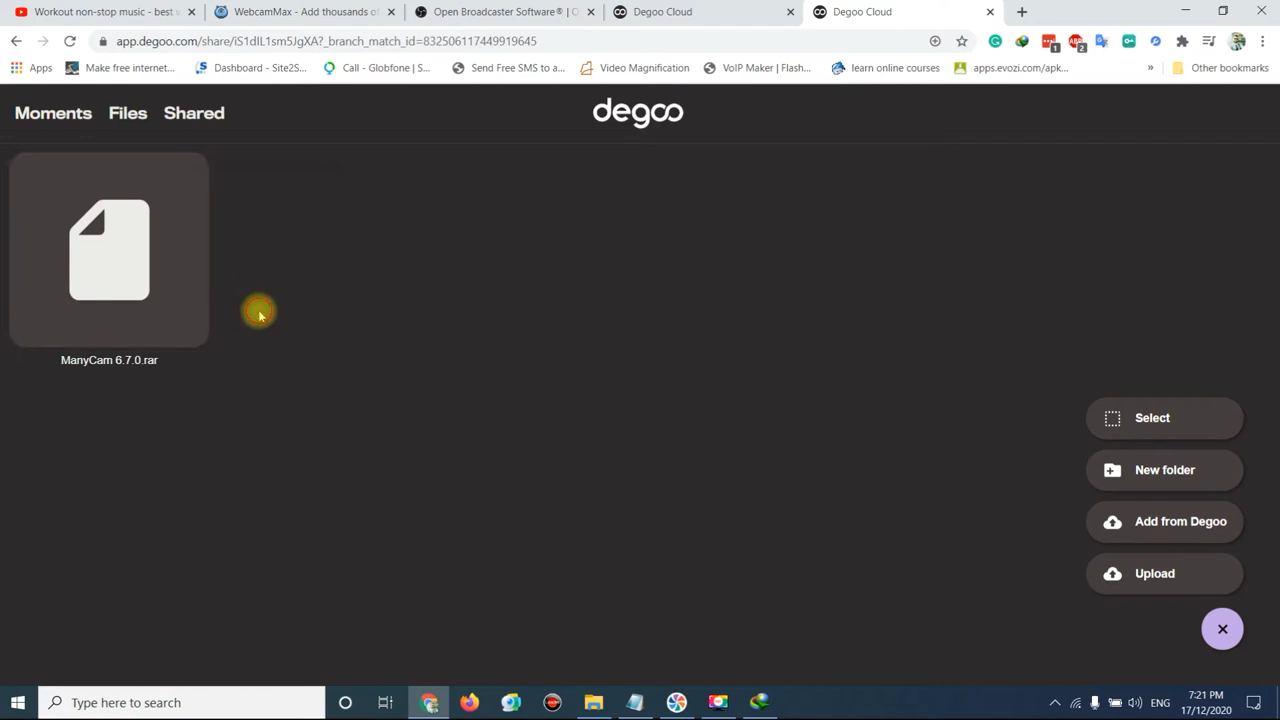 Workout non-stop music - best w
WebcamMax - Add thousands of
Open Broadcaster Software® | O
Degoo Cloud
Degoo Cloud
app.degoo.com/share/iS1dIL1sm5JgXA?_branch_match_id=832506117449919645
Apps
Make free internet...
Dashboard - Site2S...
Call - Globfone | S...
Send Free SMS to a...
Video Magnification
VoIP Maker | Flash...
learn online courses
apps.evozi.com/apk...
»
Other bookmarks
Moments Files Shared
degoo
ManyCam 6.7.0.rar
Select
New folder
Add from Degoo
Upload
Type here to search
ENG
7:21 PM
17/12/2020